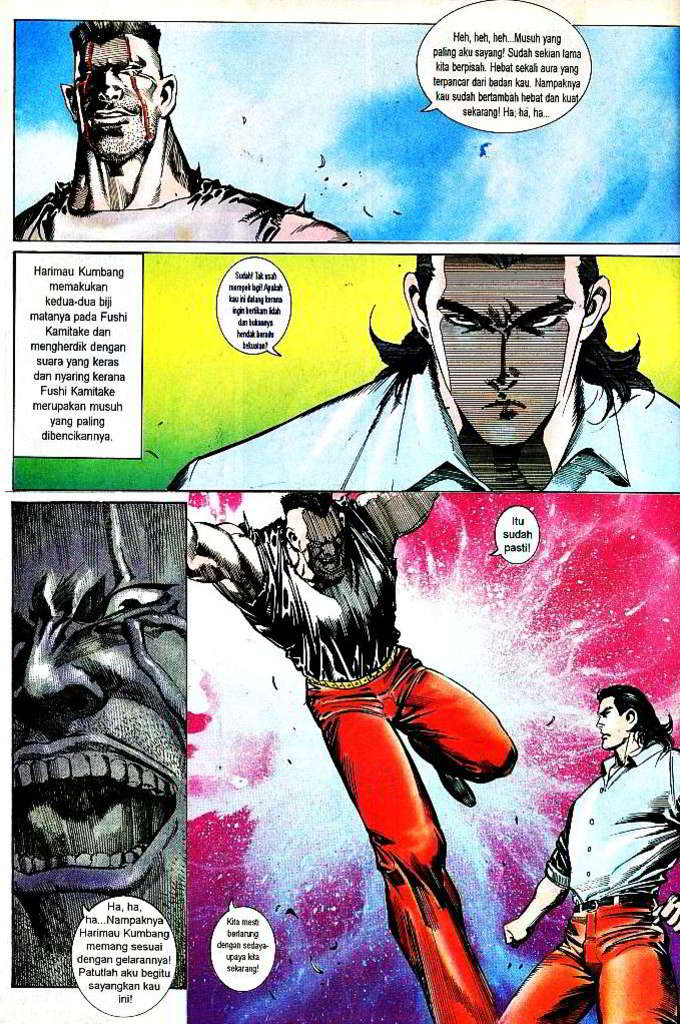 Heh, heh, heh...Musuh yang
paling aku sayang! Sudah sekian lama
kita berpisah. Hebat sekali aura yang
terpancar dari badan kau. Nampaknya
kau sudah bertambah hebat dan kuat
sekarang! Ha, ha, ha...
Harimau Kumbang
memakukan
kedua-dua biji
matanya pada Fushi
Kamitake dan
mengherdik dengan
suara yang keras
dan nyaring kerana
Fushi Kamitake
merupakan musuh
yang paling
dibencikannya.
Sudah! Tak usah
merepek lagi! Apakah
kau ini datang kerana
ingin bertikam lidah
dan bukannya
hendak beradu
kekuatan?
Itu
sudah
pasti!
Ha, ha,
ha...Nampaknya
Harimau Kumbang
memang sesuai
dengan gelarannya!
Patutlah aku begitu
sayangkan kau
ini!
Kita mesti
bertarung
dengan sedaya-
upaya kita
sekarang!